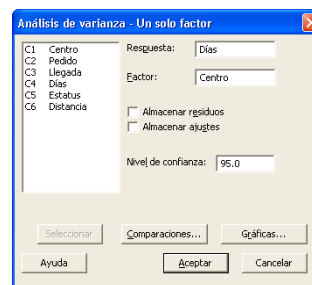 Análisis de varianza - Un solo factor
C1 Centro
C2 Pedido
C3 Llegada
C4 Días
C5 Estatus
C6 Distancia
Respuesta: Días
Factor: Centro
Almacenar residuos
Almacenar ajustes
Nivel de confianza: 95.0
Seleccionar
Comparaciones... Gráficas...
Ayuda Aceptar Cancelar